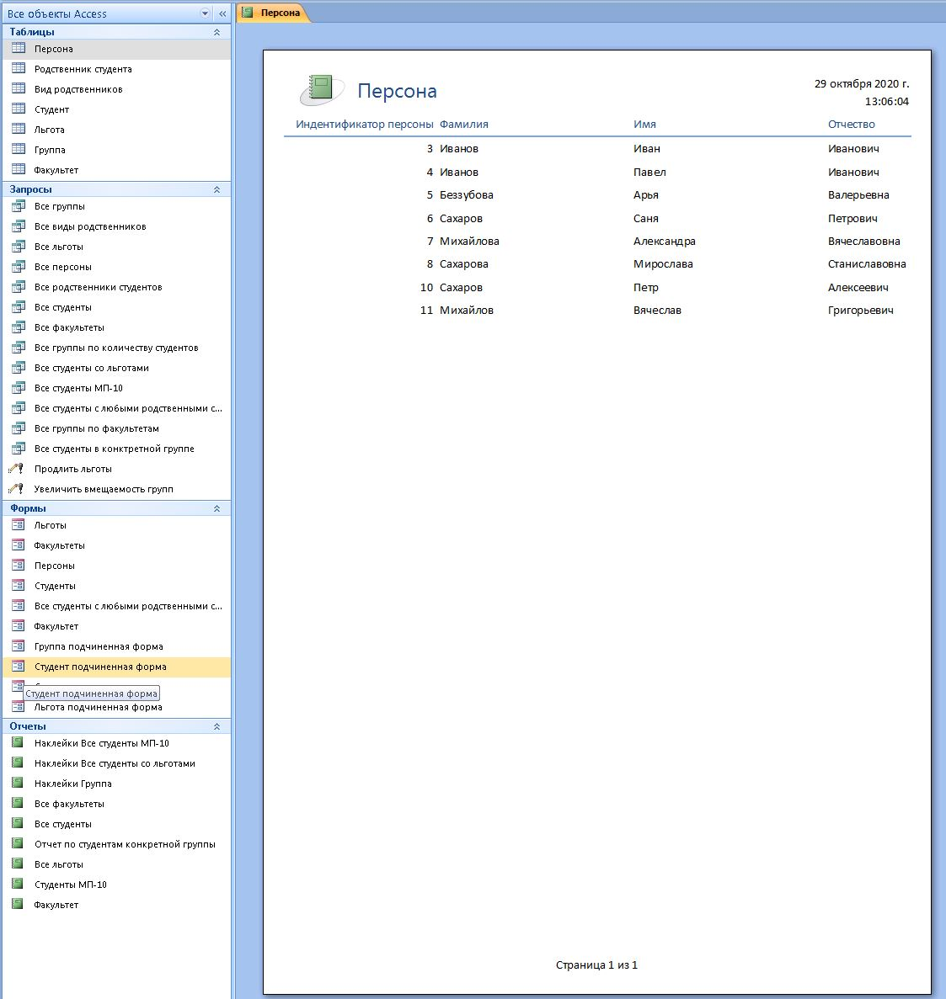 Все объекты Access
Таблицы
Персона
Родственник студента
Вид родственников
Студент
Льгота
Группа
Факультет
Запросы
Все группы
Все виды родственников
Все льготы
Все персоны
Все родственники студентов
Все студенты
Все факультеты
Все группы по количеству студентов
Все студенты со льготами
Все студенты МП-10
Все студенты с любыми родственными с...
Все группы по факультетам
Все студенты в конктретной группе
Продлить льготы
Увеличить вмещаемость групп
Формы
Льготы
Факультеты
Персоны
Студенты
Все студенты с любыми родственными с...
Факультет
Группа подчиненная форма
Студент подчиненная форма
Студент подчиненная форма
Льгота подчиненная форма
Отчеты
Наклейки Все студенты МП-10
Наклейки Все студенты со льготами
Наклейки Группа
Все факультеты
Все студенты
Отчет по студентам конкретной группы
Все льготы
Студенты МП-10
Факультет
Персона
Персона
29 октября 2020 г.
13:06:04
Индентификатор персоны Фамилия Имя Отчество
3 Иванов Иван Иванович
4 Иванов Павел Иванович
5 Беззубова Арья Валерьевна
6 Сахаров Саня Петрович
7 Михайлова Александра Вячеславовна
8 Сахарова Мирослава Станиславовна
10 Сахаров Петр Алексеевич
11 Михайлов Вячеслав Григорьевич
Страница 1 из 1